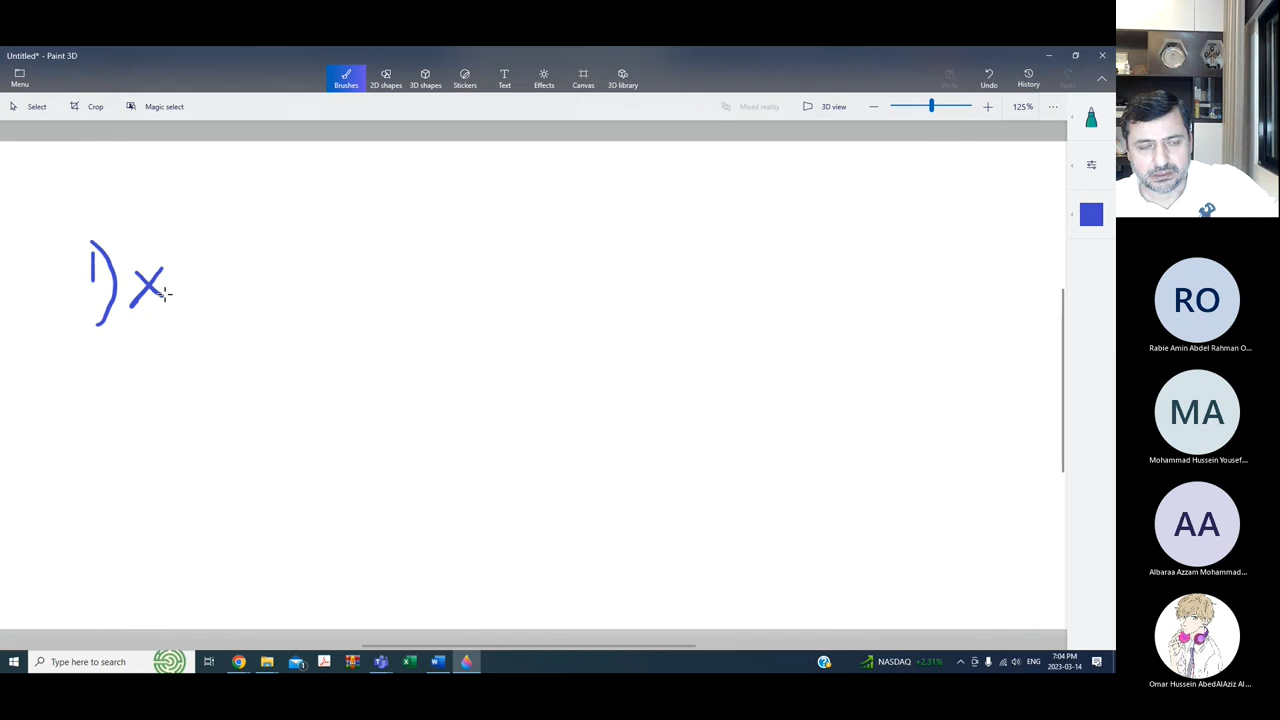 Untitled* - Paint 3D
Menu
Brushes
2D shapes
3D shapes
Stickers
Text
Effects
Canvas
3D library
Undo
History
Select
Crop
Magic select
Mixed reality
3D view
125%
1) X
RO
Rabie Amin Abdel Rahman O...
MA
Mohammad Hussein Yousef...
AA
Albaraa Azzam Mohammad...
Omar Hussein AbedAlAziz Al...
Type here to search
NASDAQ +2.31%
ENG
7:04 PM
2023-03-14